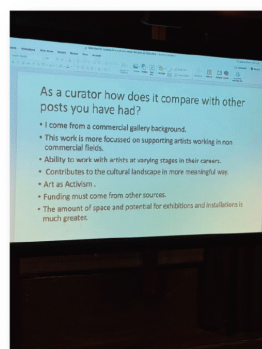 As a curator how does it compare with other
posts you have had?
• I come from a commercial gallery background.
• This work is more focussed on supporting artists working in non
commercial fields.
• Ability to work with artists at varying stages in their careers.
• Contributes to the cultural landscape in more meaningful way
• Art as Activism .
• Funding must come from other sources.
• The amount of space and potential for exhibitions and installations is
much greater.